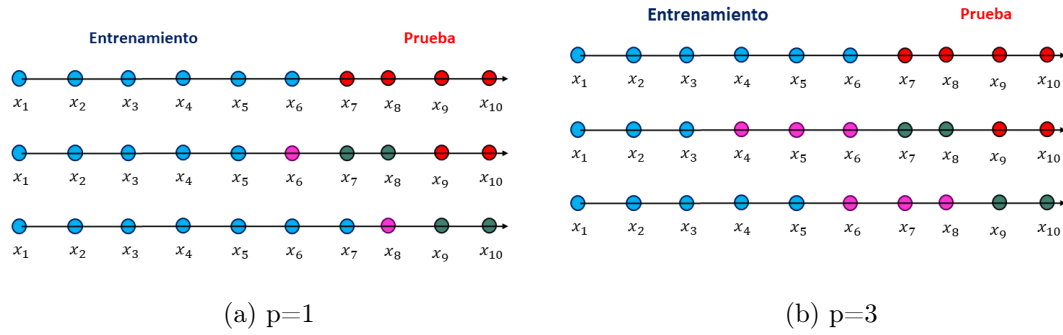 Entrenamiento Prueba
x₁ x₂ x₃ x₄ x₅ x₆ x₇ x₈ x₉ x₁₀
x₁ x₂ x₃ x₄ x₅ x₆ x₇ x₈ x₉ x₁₀
x₁ x₂ x₃ x₄ x₅ x₆ x₇ x₈ x₉ x₁₀
(a) p=1
Entrenamiento Prueba
x₁ x₂ x₃ x₄ x₅ x₆ x₇ x₈ x₉ x₁₀
x₁ x₂ x₃ x₄ x₅ x₆ x₇ x₈ x₉ x₁₀
x₁ x₂ x₃ x₄ x₅ x₆ x₇ x₈ x₉ x₁₀
(b) p=3